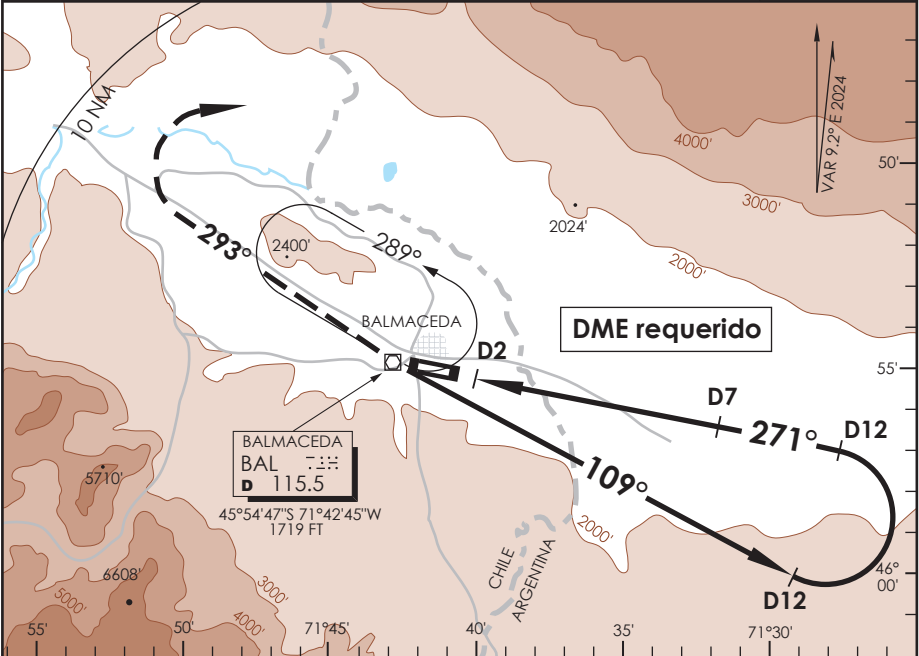 10 NM
4000'
VAR 9.2° E 2024
50'
3000'
2024'
293°
2400'
289°
2000'
BALMACEDA
DME requerido
D2
55'
D7
271°
D12
BALMACEDA
BAL
D 115.5
45°54'47"S 71°42'45"W
1719 FT
109°
5710'
2000'
CHILE
ARGENTINA
46°
00'
6608'
D12
3000'
5000'
4000'
55'
50'
71°45'
40'
35'
71°30'